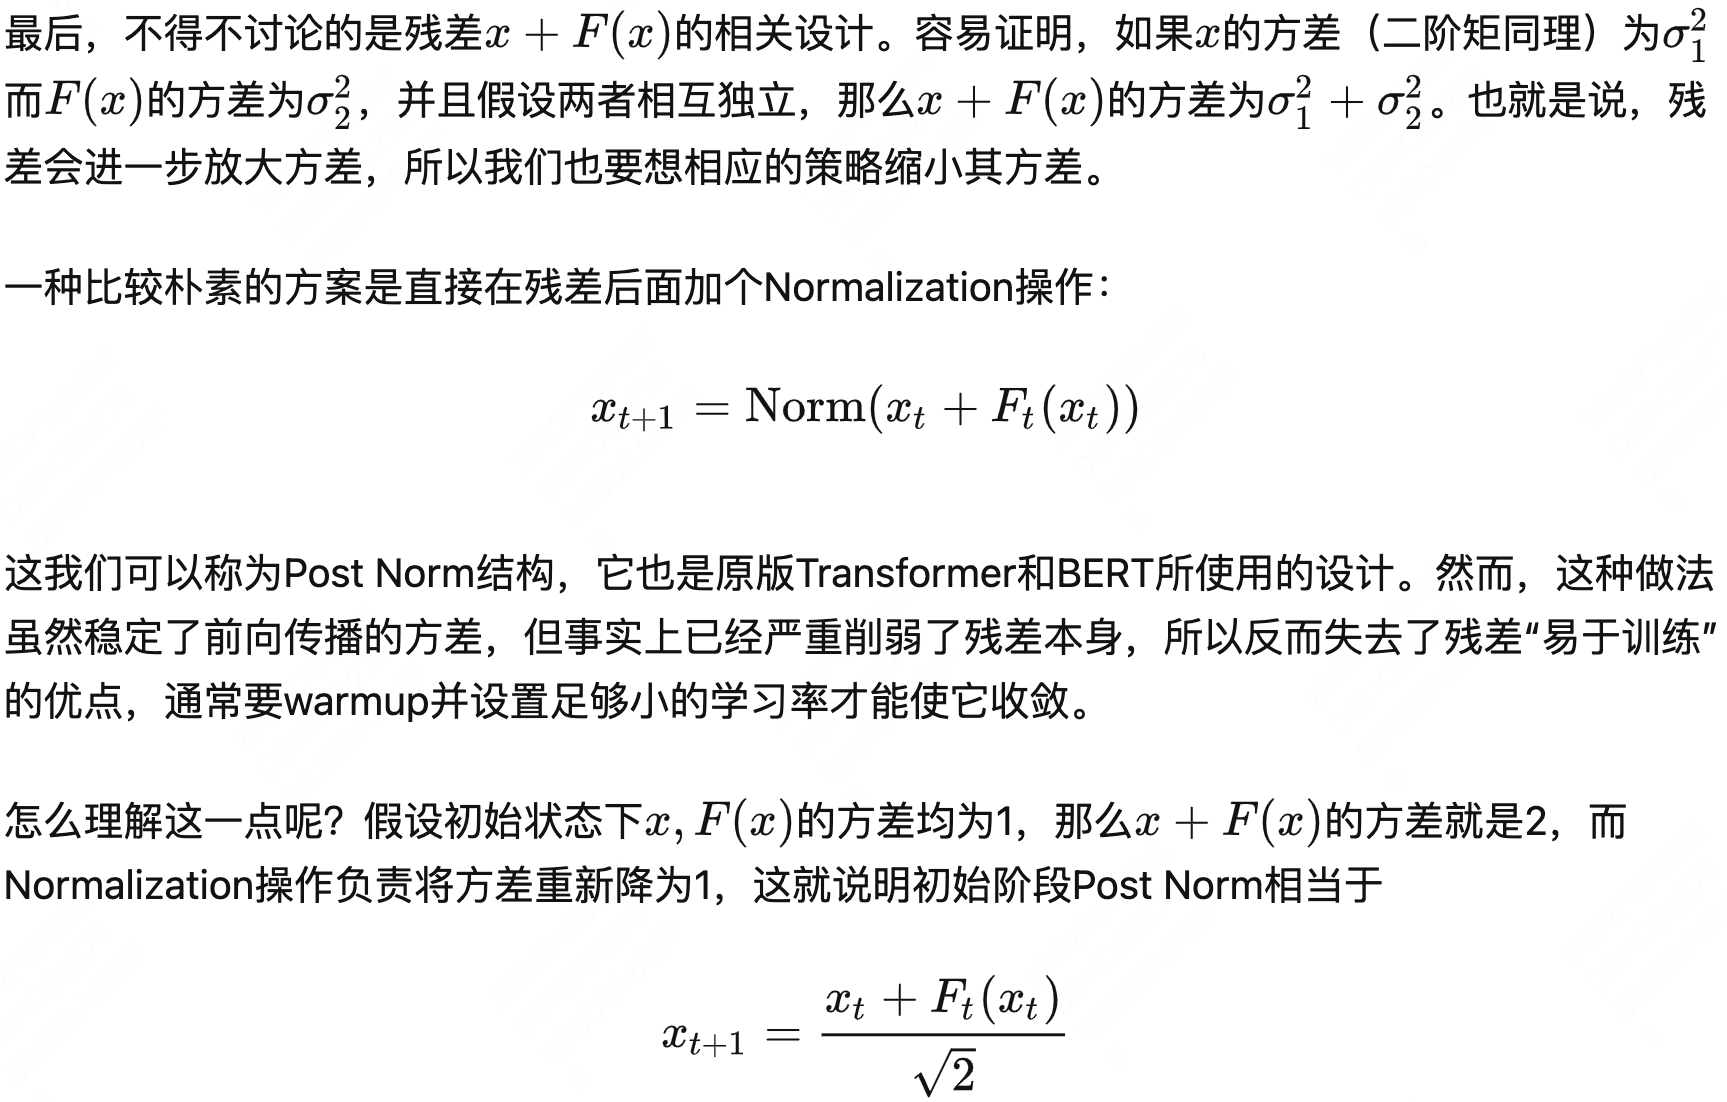 最后，不得不讨论的是残差x + F(x)的相关设计。容易证明，如果x的方差（二阶矩同理）为σ₁²
而F(x)的方差为σ₂²，并且假设两者相互独立，那么x + F(x)的方差为σ₁² + σ₂²。也就是说，残
差会进一步放大方差，所以我们也要想相应的策略缩小其方差。
一种比较朴素的方案是直接在残差后面加个Normalization操作：
x_{t+1} = Norm(x_t + F_t(x_t))
这我们可以称为Post Norm结构，它也是原版Transformer和BERT所使用的设计。然而，这种做法
虽然稳定了前向传播的方差，但事实上已经严重削弱了残差本身，所以反而失去了残差“易于训练”
的优点，通常要warmup并设置足够小的学习率才能使它收敛。
怎么理解这一点呢？假设初始状态下x, F(x)的方差均为1，那么x + F(x)的方差就是2，而
Normalization操作负责将方差重新降为1，这就说明初始阶段Post Norm相当于
x_{t+1} = \frac{x_t + F_t(x_t)}{\sqrt{2}}